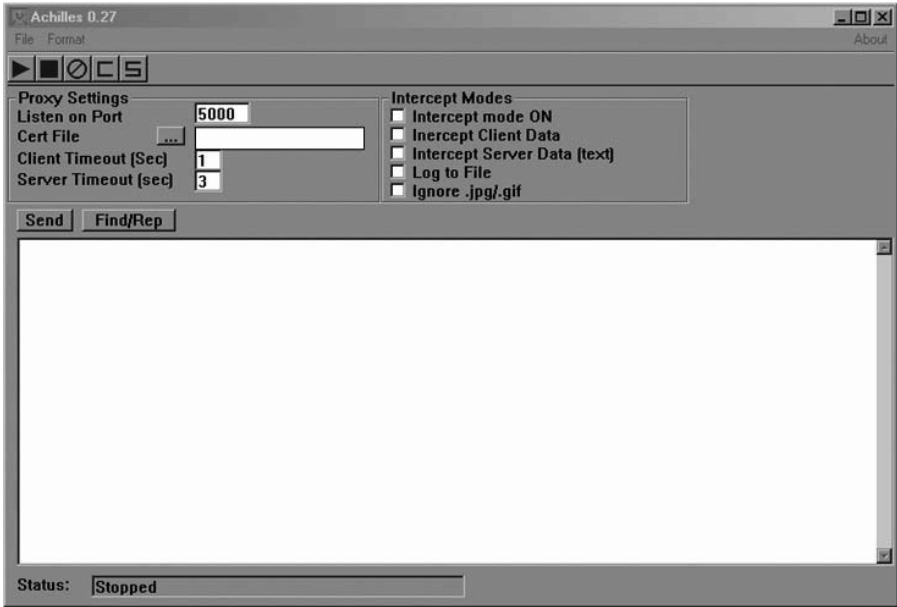 Achilles 0.27
File Format About
Proxy Settings
Listen on Port 5000
Cert File ...
Client Timeout (Sec) 1
Server Timeout (sec) 3
Intercept Modes
Intercept mode ON
Inercept Client Data
Intercept Server Data (text)
Log to File
Ignore .jpg/.gif
Send Find/Rep
Status: Stopped